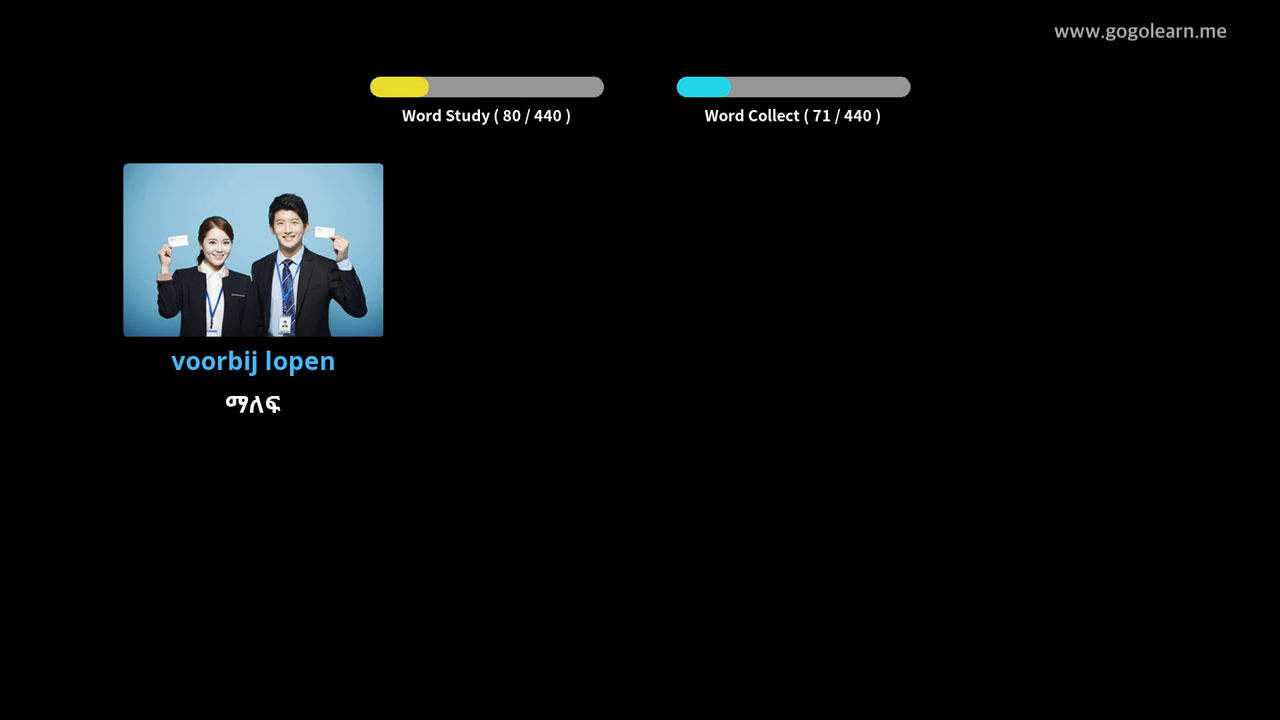 www.gogolearn.me
Word Study ( 80 / 440 )
Word Collect ( 71 / 440 )
voorbij lopen
ማለፍ